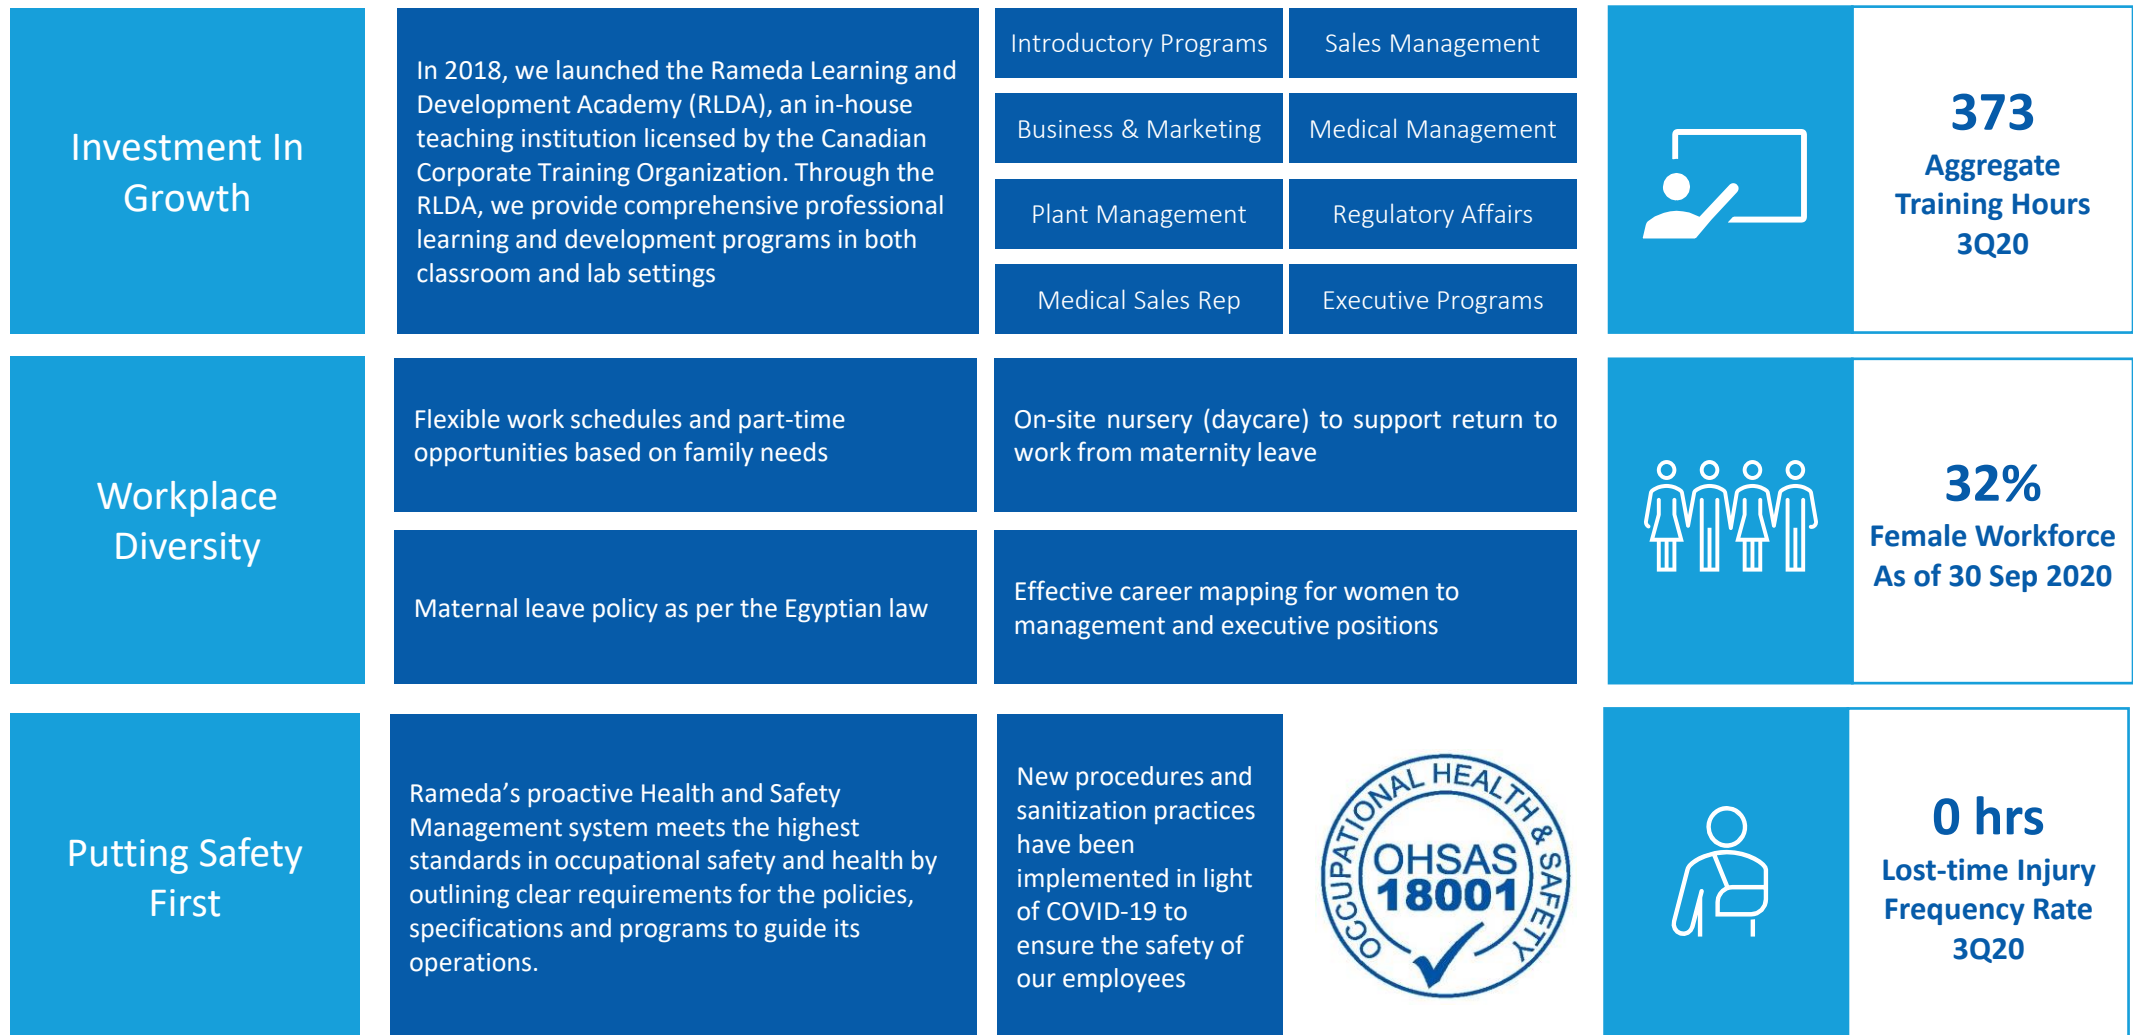 Investment In
Growth
In 2018, we launched the Rameda Learning and
Development Academy (RLDA), an in-house
teaching institution licensed by the Canadian
Corporate Training Organization. Through the
RLDA, we provide comprehensive professional
learning and development programs in both
classroom and lab settings
Introductory Programs
Sales Management
Business & Marketing
Medical Management
Plant Management
Regulatory Affairs
Medical Sales Rep
Executive Programs
373
Aggregate
Training Hours
3Q20
Workplace
Diversity
Flexible work schedules and part-time
opportunities based on family needs
On-site nursery (daycare) to support return to
work from maternity leave
Maternal leave policy as per the Egyptian law
Effective career mapping for women to
management and executive positions
32%
Female Workforce
As of 30 Sep 2020
Putting Safety
First
Rameda’s proactive Health and Safety
Management system meets the highest
standards in occupational safety and health by
outlining clear requirements for the policies,
specifications and programs to guide its
operations.
New procedures and
sanitization practices
have been
implemented in light
of COVID-19 to
ensure the safety of
our employees
OCCUPATIONAL HEALTH & SAFETY
OHSAS
18001
0 hrs
Lost-time Injury
Frequency Rate
3Q20